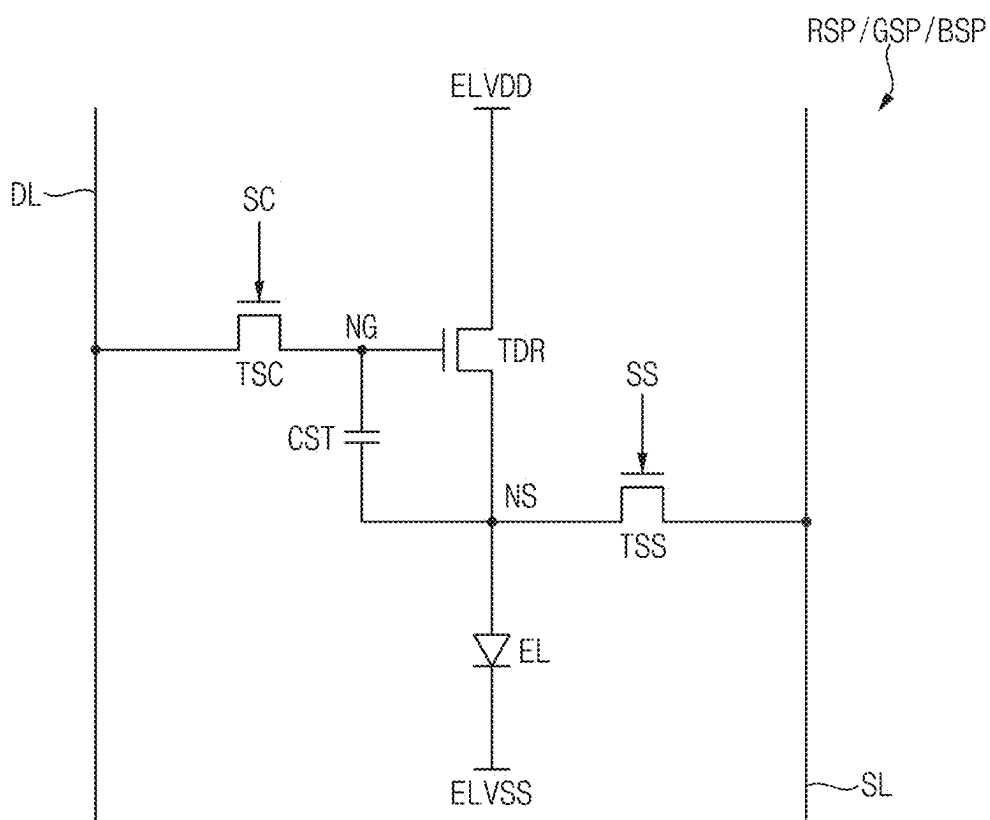 RSP/GSP/BSP
ELVDD
DL
SC
NG
TDR
TSC
SS
CST
NS
TSS
EL
SL
ELVSS